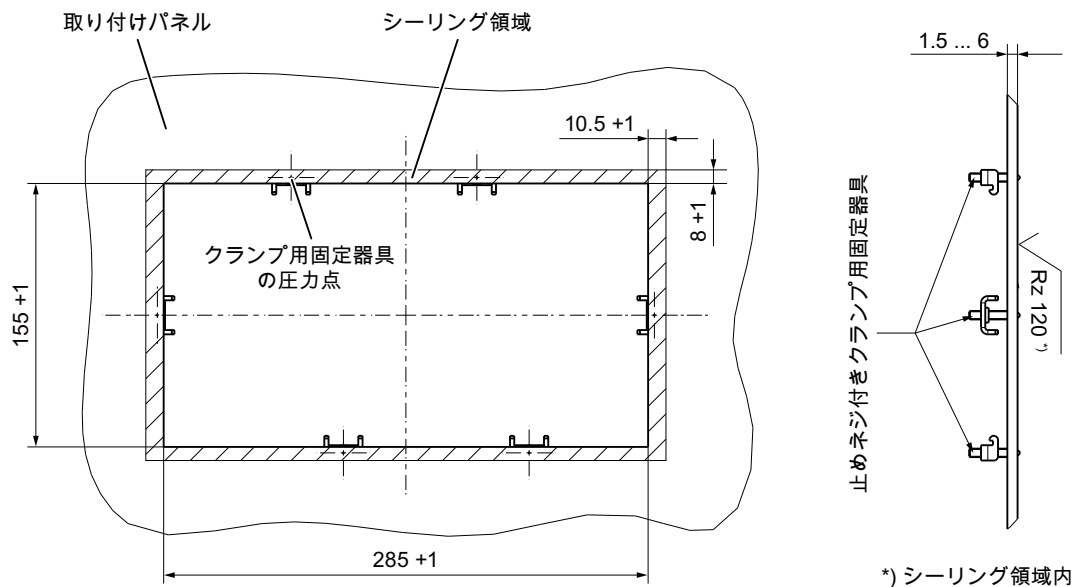 取り付けパネル
シーリング領域
1.5 ... 6
10.5 +1
8 +1
クランプ用固定器具
の圧力点
155 +1
285 +1
止めネジ付きクランプ用固定器具
Rz 120 *)
*) シーリング領域内